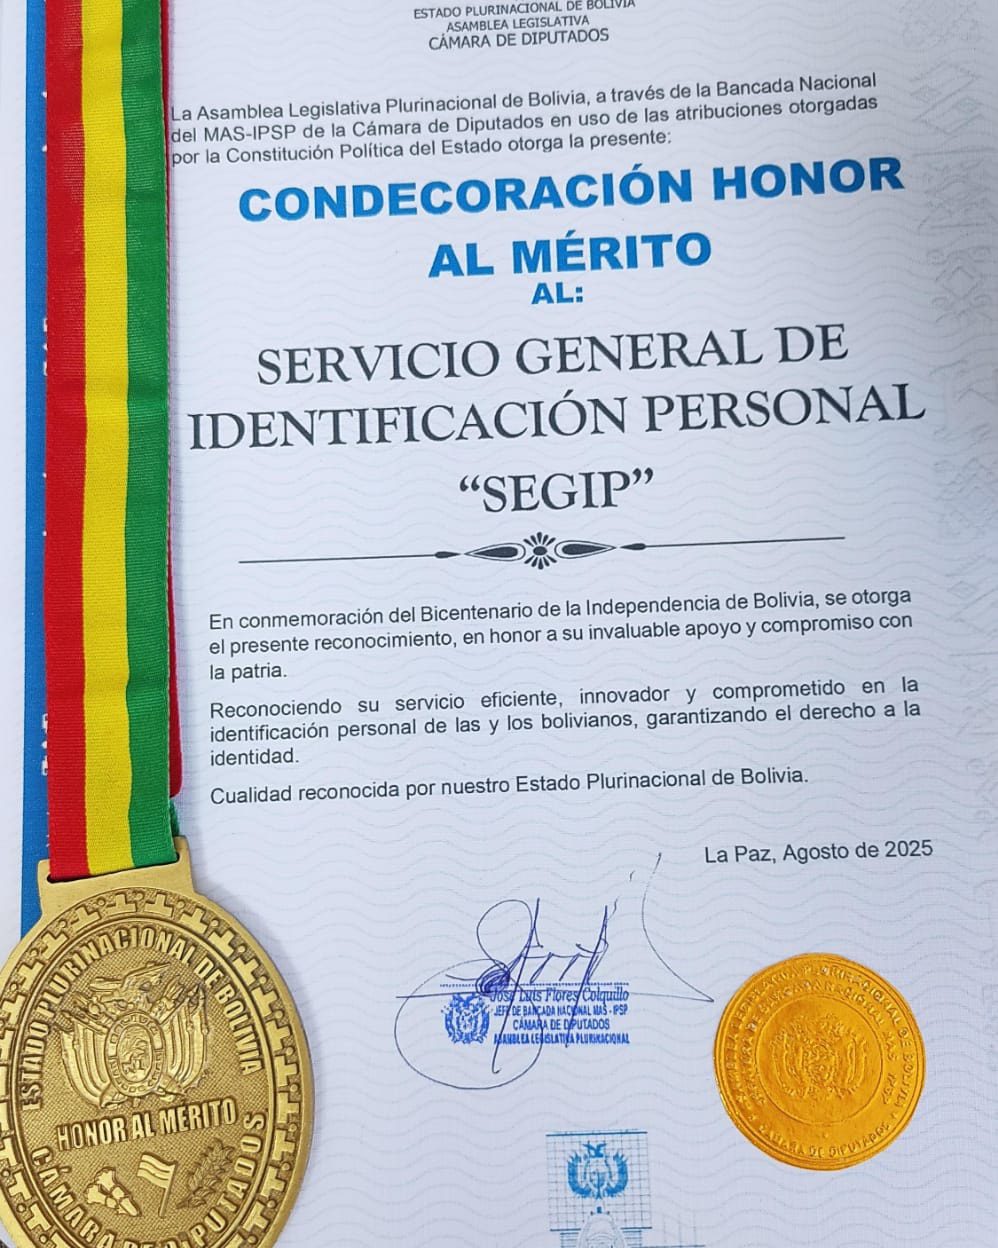 ESTADO PLURINACIONAL DE BOLIVIA
ASAMBLEA LEGISLATIVA
CÁMARA DE DIPUTADOS
La Asamblea Legislativa Plurinacional de Bolivia, a través de la Bancada Nacional
del MAS-IPSP de la Cámara de Diputados en uso de las atribuciones otorgadas
por la Constitución Política del Estado otorga la presente:
CONDECORACIÓN HONOR
AL MÉRITO
AL:
SERVICIO GENERAL DE
IDENTIFICACIÓN PERSONAL
“SEGIP”
En conmemoración del Bicentenario de la Independencia de Bolivia, se otorga
el presente reconocimiento, en honor a su invaluable apoyo y compromiso con
la patria.
Reconociendo su servicio eficiente, innovador y comprometido en la
identificación personal de las y los bolivianos, garantizando el derecho a la
identidad.
Cualidad reconocida por nuestro Estado Plurinacional de Bolivia.
La Paz, Agosto de 2025
José Luis Flores Colquillo
JEFE DE BANCADA NACIONAL MAS - IPSP
CÁMARA DE DIPUTADOS
ASAMBLEA LEGISLATIVA PLURINACIONAL
ESTADO PLURINACIONAL DE BOLIVIA
HONOR AL MERITO
CÁMARA DE DIPUTADOS
CAMARA DE DIPUTADOS